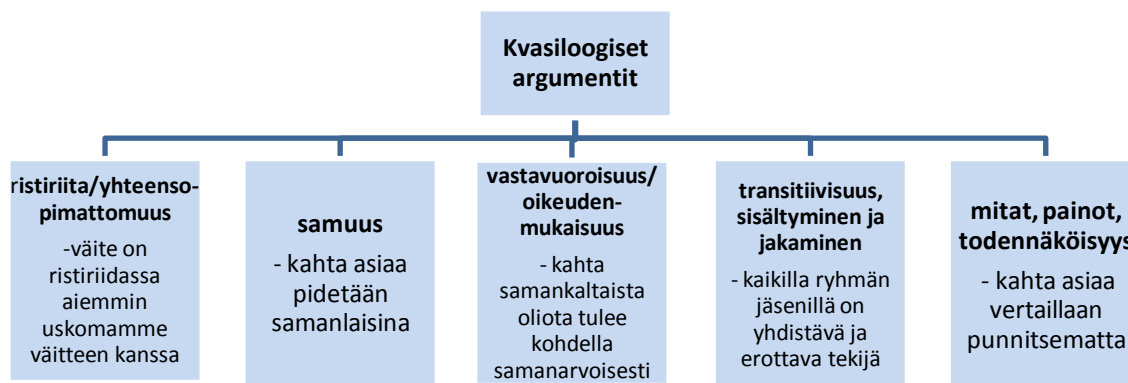 Kvasiloogiset
argumentit
ristiriita/yhteenso-
pimattomuus
-väite on
ristiriidassa
aiemmin
uskomamme
väitteen kanssa
samuus
- kahta asiaa
pidetään
samanlaisina
vastavuoroisuus/
oikeuden-
mukaisuus
- kahta
samankaltaista
oliota tulee
kohdella
samanarvoisesti
transitiivisuus,
sisältyminen ja
jakaminen
- kaikilla ryhmän
jäsenillä on
yhdistävä ja
erottava tekijä
mitat, painot,
todennäköisyys
- kahta asiaa
vertaillaan
punnitsematta